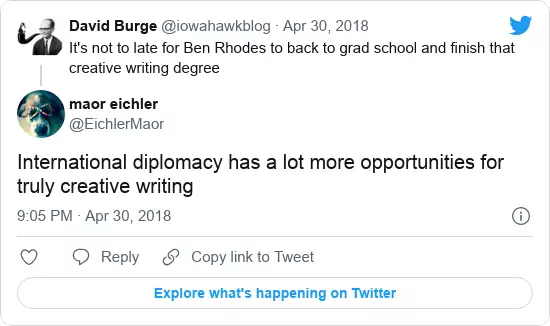 David Burge @iowahawkblog · Apr 30, 2018
It's not to late for Ben Rhodes to back to grad school and finish that
creative writing degree
maor eichler
@EichlerMaor
International diplomacy has a lot more opportunities for
truly creative writing
9:05 PM · Apr 30, 2018
Reply
Copy link to Tweet
Explore what's happening on Twitter